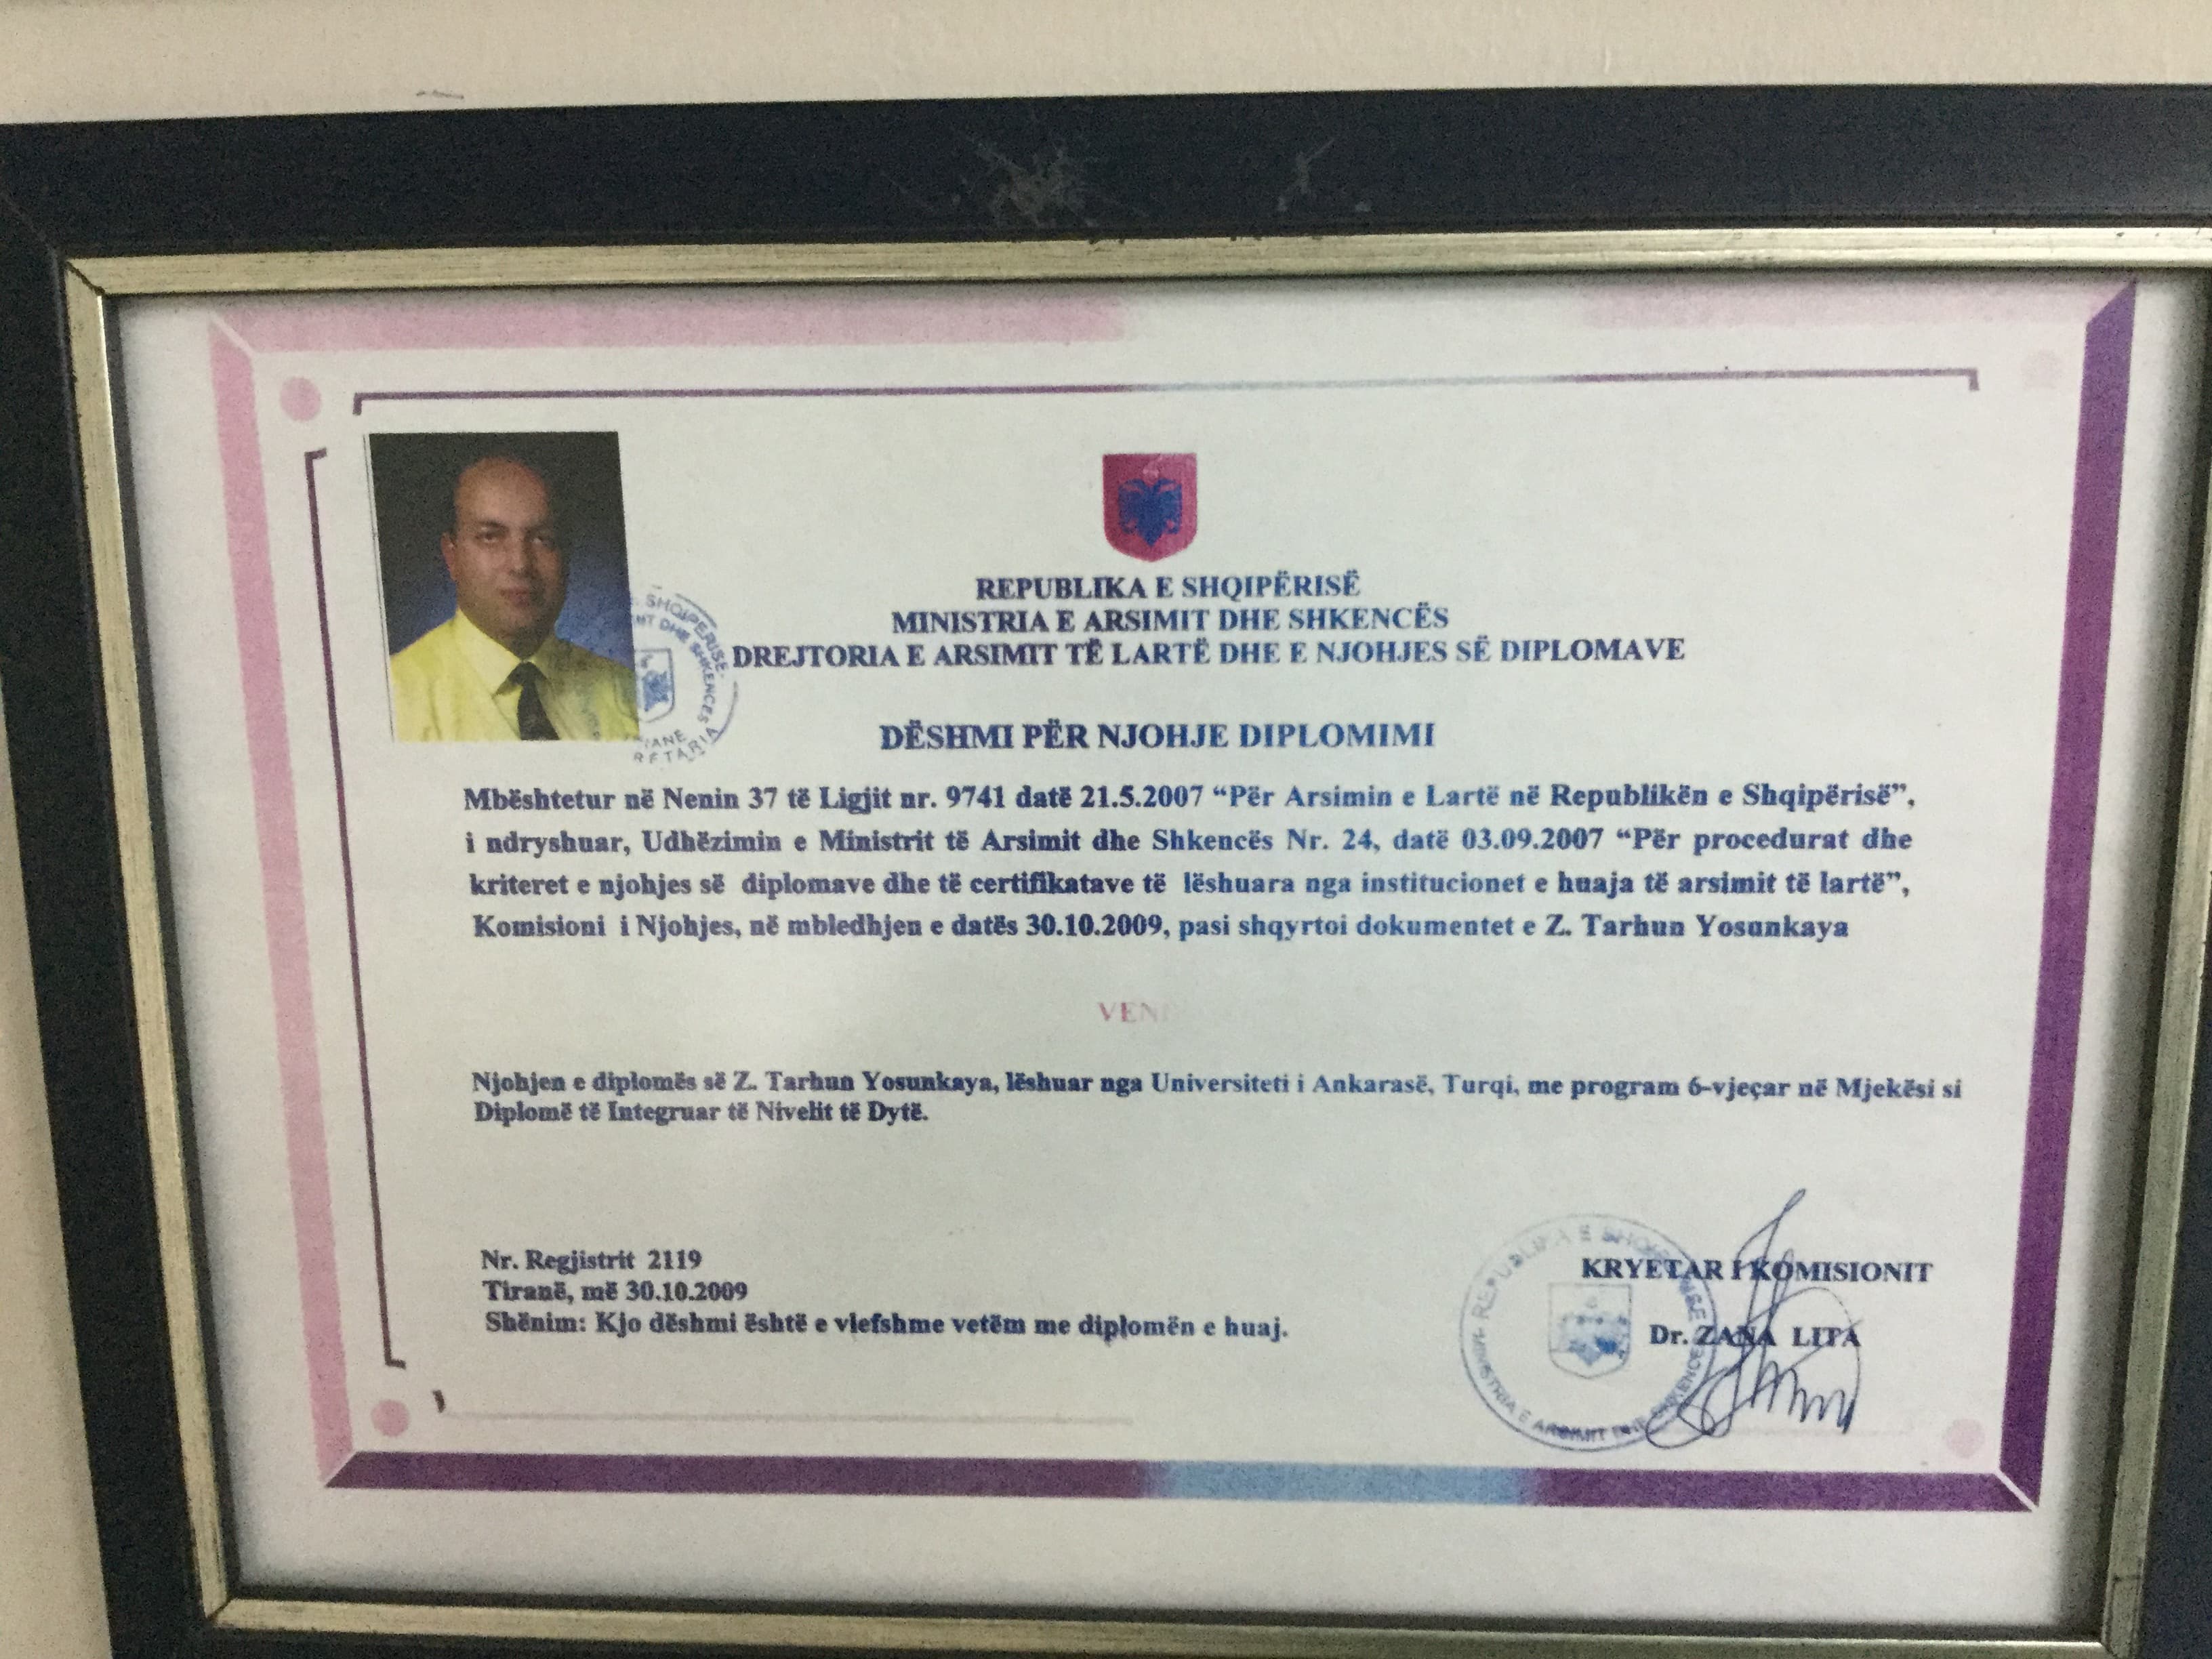 REPUBLIKA E SHQIPËRISË
MINISTRIA E ARSIMIT DHE SHKENCËS
DREJTORIA E ARSIMIT TË LARTË DHE E NJOHJES SË DIPLOMAVE
DËSHMI PËR NJOHJE DIPLOMIMI
Mbështetur në Nenin 37 të Ligjit nr. 9741 datë 21.5.2007 “Për Arsimin e Lartë në Republikën e Shqipërisë”,
i ndryshuar, Udhëzimin e Ministrit të Arsimit dhe Shkencës Nr. 24, datë 03.09.2007 “Për procedurat dhe
kriteret e njohjes së diplomave dhe të certifikatave të lëshuara nga institucionet e huaja të arsimit të lartë”,
Komisioni i Njohjes, në mbledhjen e datës 30.10.2009, pasi shqyrtoi dokumentet e Z. Tarhun Yosunkaya
VEN
Njohjen e diplomës së Z. Tarhun Yosunkaya, lëshuar nga Universiteti i Ankarasë, Turqi, me program 6-vjeçar në Mjekësi si
Diplomë të Integruar të Nivelit të Dytë.
Nr. Regjistrit 2119
Tiranë, më 30.10.2009
Shënim: Kjo dëshmi është e vlefshme vetëm me diplomën e huaj.
KRYETAR I KOMISIONIT
Dr. ZANA LITA